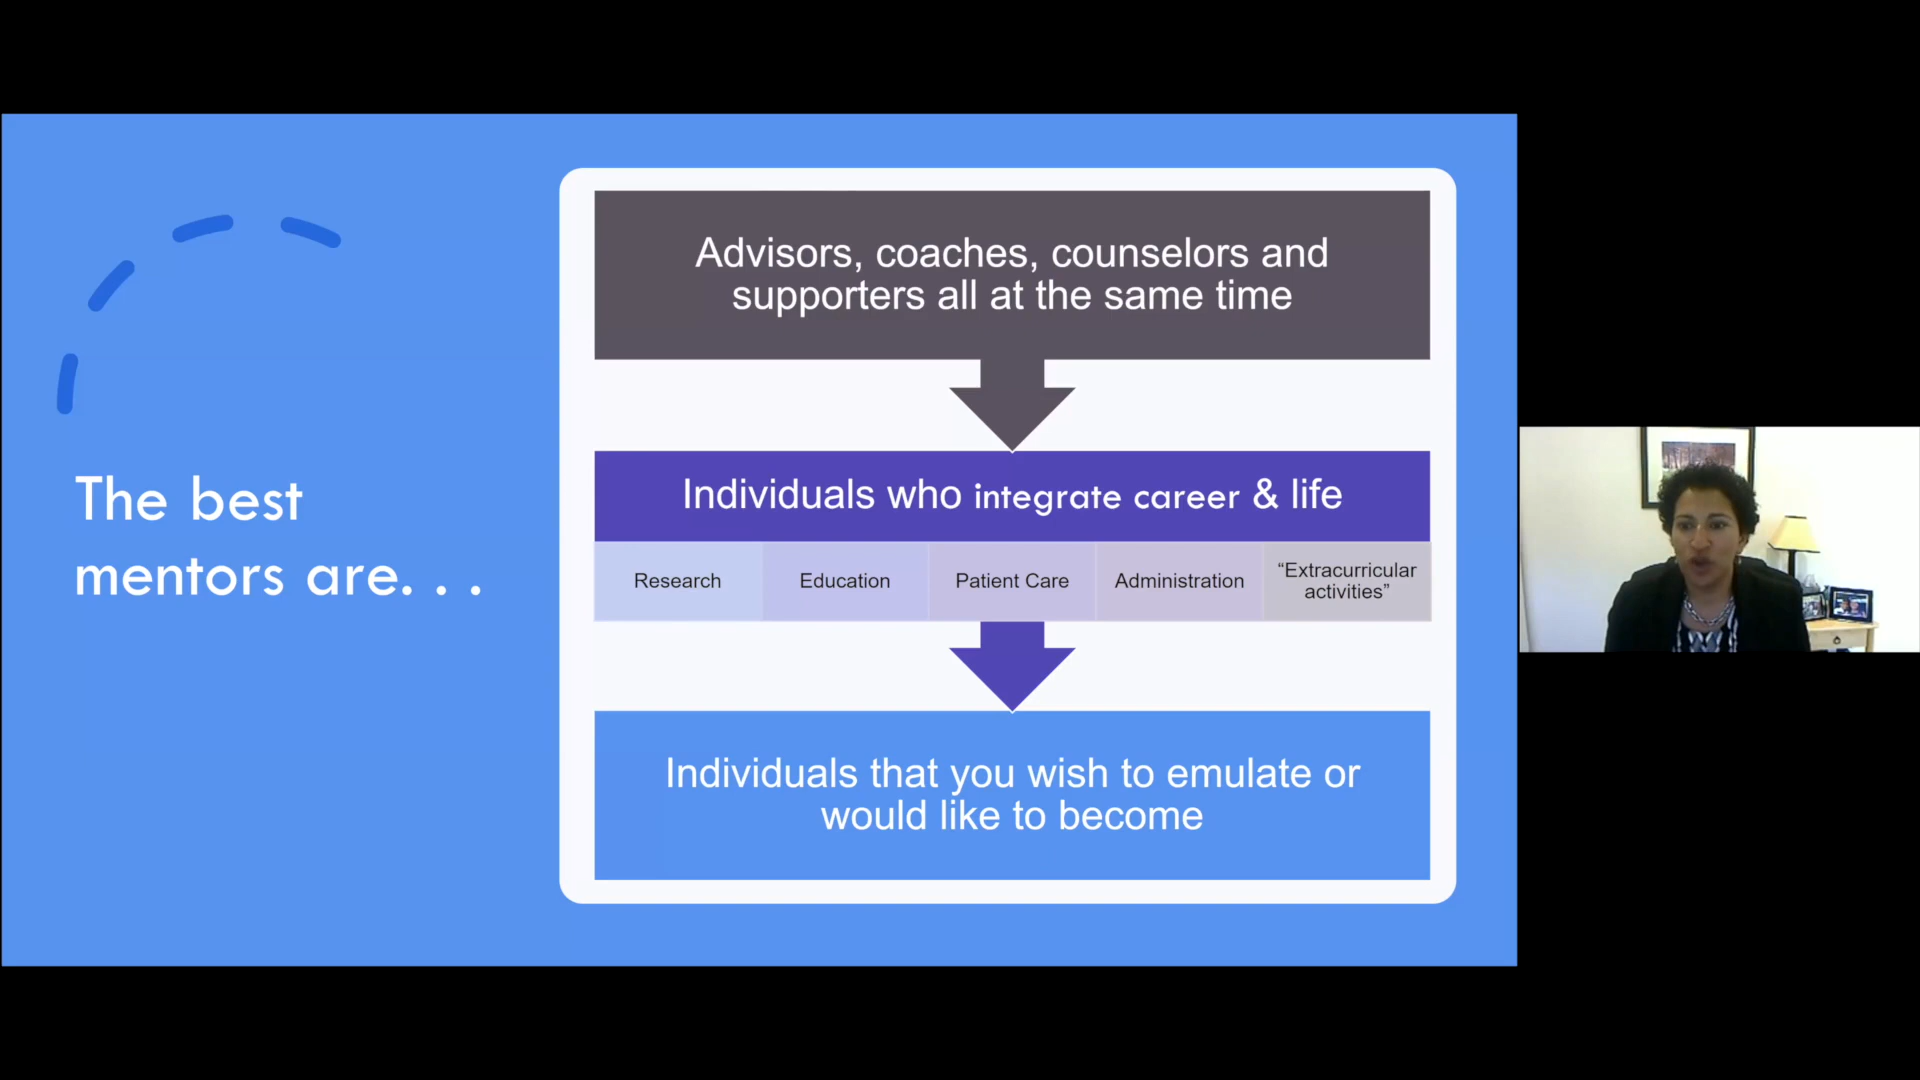 The best
mentors are. . .
Advisors, coaches, counselors and
supporters all at the same time
Individuals who integrate career & life
Research
Education
Patient Care
Administration
“Extracurricular
activities”
Individuals that you wish to emulate or
would like to become